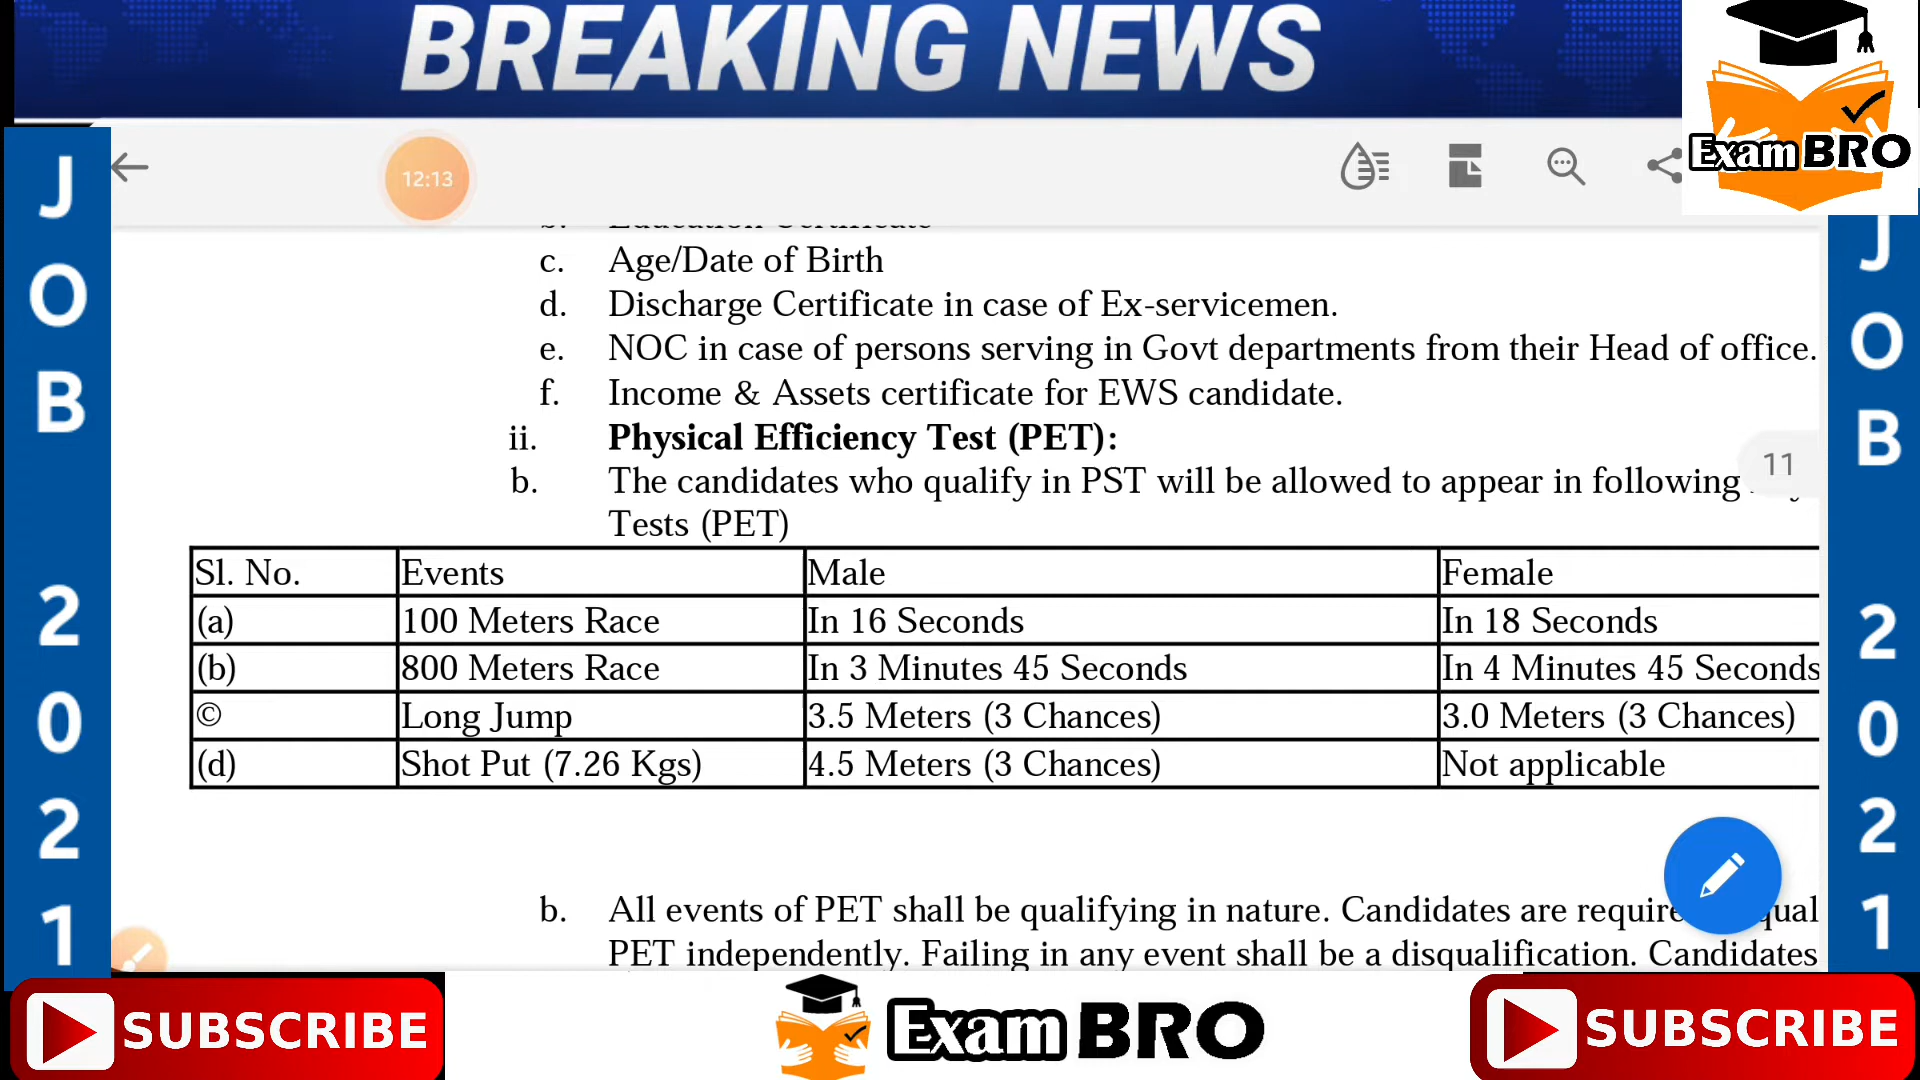 BREAKING NEWS
Exam BRO
12:13
b. Education Certificate
c. Age/Date of Birth
d. Discharge Certificate in case of Ex-servicemen.
e. NOC in case of persons serving in Govt departments from their Head of office.
f. Income & Assets certificate for EWS candidate.
ii. Physical Efficiency Test (PET):
11
b. The candidates who qualify in PST will be allowed to appear in following
Tests (PET)
Sl. No. Events Male Female
(a) 100 Meters Race In 16 Seconds In 18 Seconds
(b) 800 Meters Race In 3 Minutes 45 Seconds In 4 Minutes 45 Seconds
© Long Jump 3.5 Meters (3 Chances) 3.0 Meters (3 Chances)
(d) Shot Put (7.26 Kgs) 4.5 Meters (3 Chances) Not applicable
b. All events of PET shall be qualifying in nature. Candidates are
PET independently. Failing in any event shall be a disqualification. Candidates
JOB 2021
JOB 2021
SUBSCRIBE
Exam BRO
SUBSCRIBE